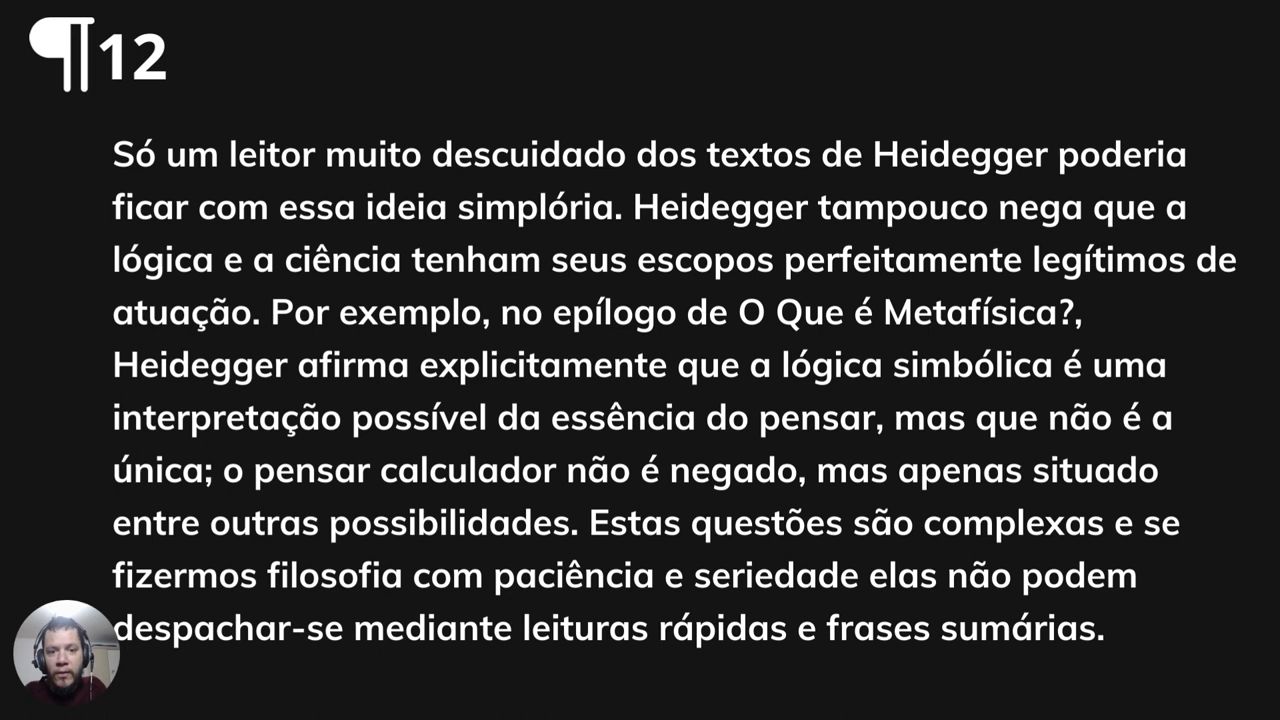 ¶12
Só um leitor muito descuidado dos textos de Heidegger poderia
ficar com essa ideia simplória. Heidegger tampouco nega que a
lógica e a ciência tenham seus escopos perfeitamente legítimos de
atuação. Por exemplo, no epílogo de O Que é Metafísica?,
Heidegger afirma explicitamente que a lógica simbólica é uma
interpretação possível da essência do pensar, mas que não é a
única; o pensar calculador não é negado, mas apenas situado
entre outras possibilidades. Estas questões são complexas e se
fizermos filosofia com paciência e seriedade elas não podem
despachar-se mediante leituras rápidas e frases sumárias.